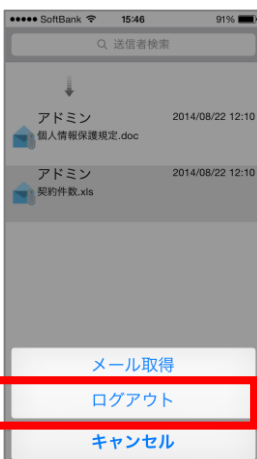 ●●●●● SoftBank 15:46 91%
送信者検索
アドミン 2014/08/22 12:10
個人情報保護規定.doc
アドミン 2014/08/22 12:10
契約件数.xls
メール取得
ログアウト
キャンセル